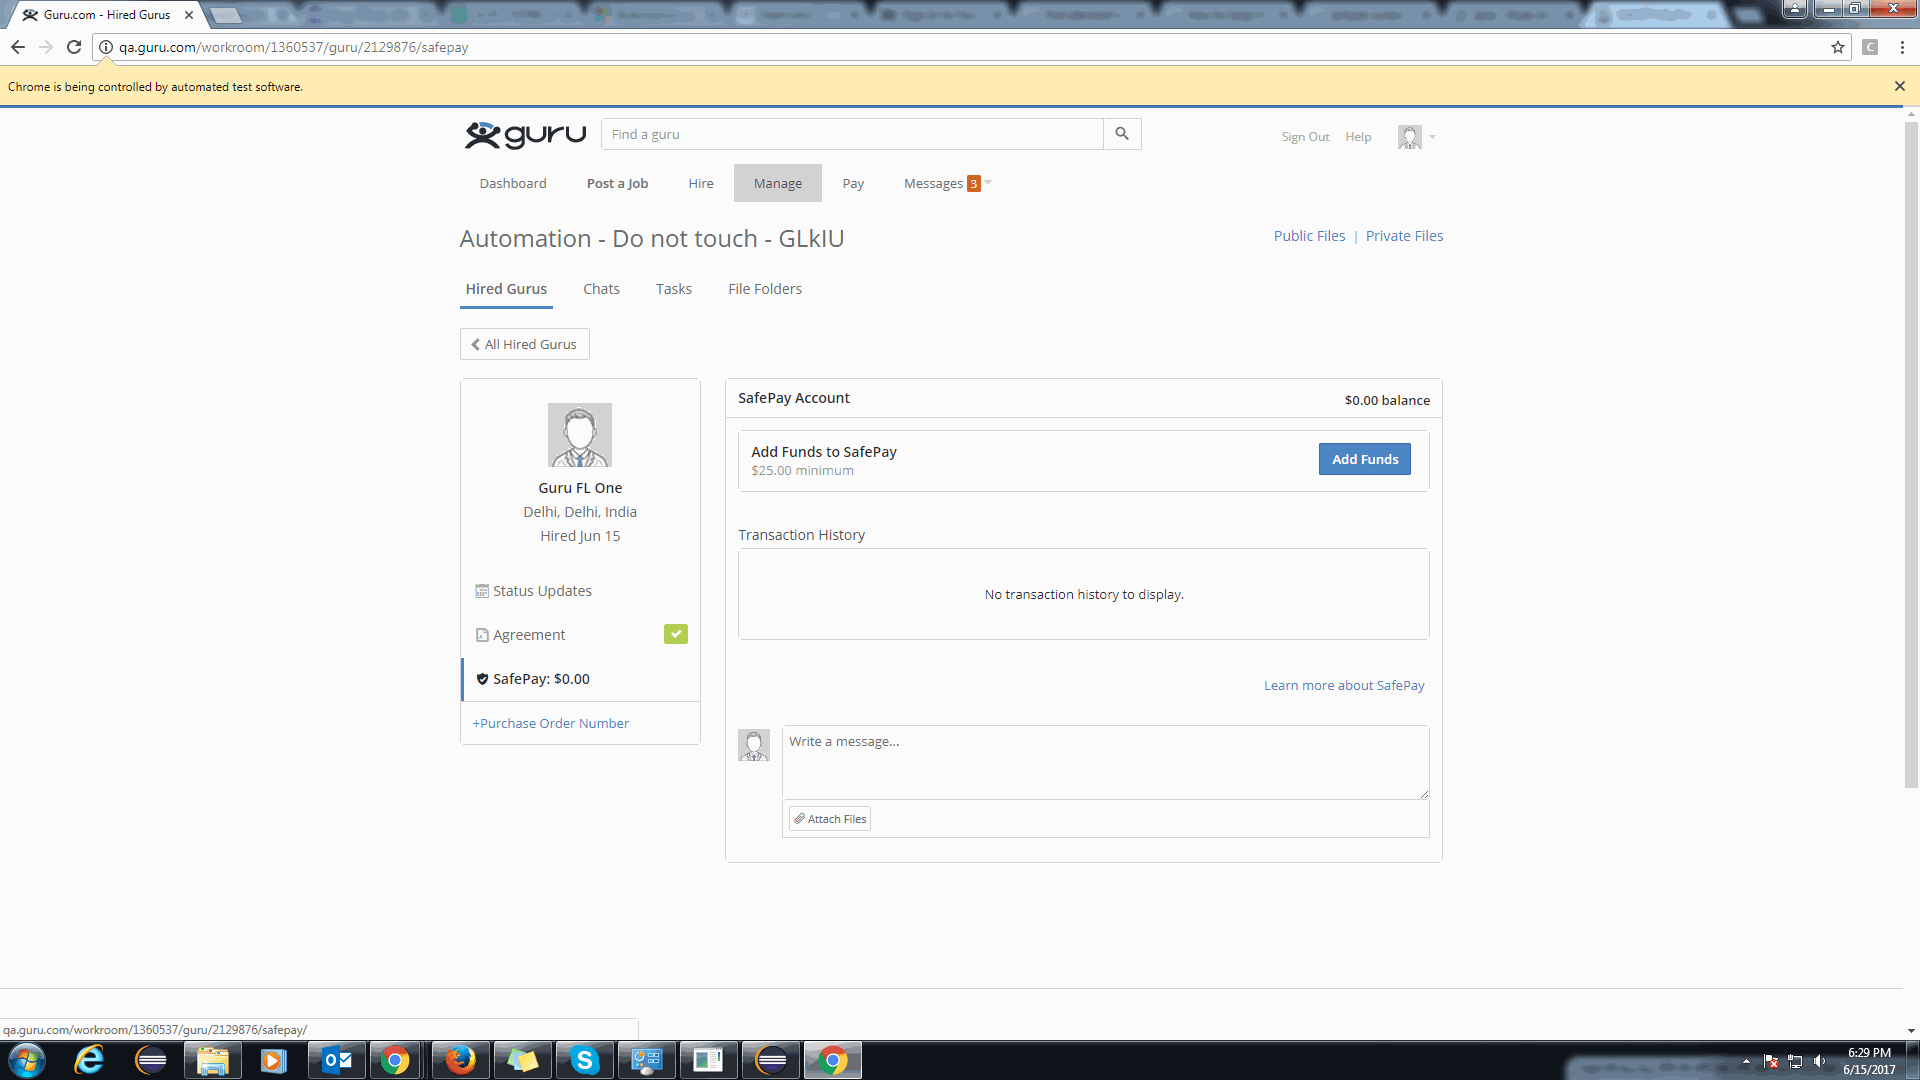 Guru.com - Hired Gurus
qa.guru.com/workroom/1360537/guru/2129876/safepay
C
Chrome is being controlled by automated test software.
guru
Find a guru
Sign Out Help
Dashboard Post a Job Hire Manage Pay Messages 3
Automation - Do not touch - GLkIU
Public Files | Private Files
Hired Gurus Chats Tasks File Folders
All Hired Gurus
Guru FL One
Delhi, Delhi, India
Hired Jun 15
Status Updates
Agreement
SafePay: $0.00
+Purchase Order Number
SafePay Account
$0.00 balance
Add Funds to SafePay
$25.00 minimum
Add Funds
Transaction History
No transaction history to display.
Learn more about SafePay
Write a message...
Attach Files
qa.guru.com/workroom/1360537/guru/2129876/safepay/
6:29 PM
6/15/2017